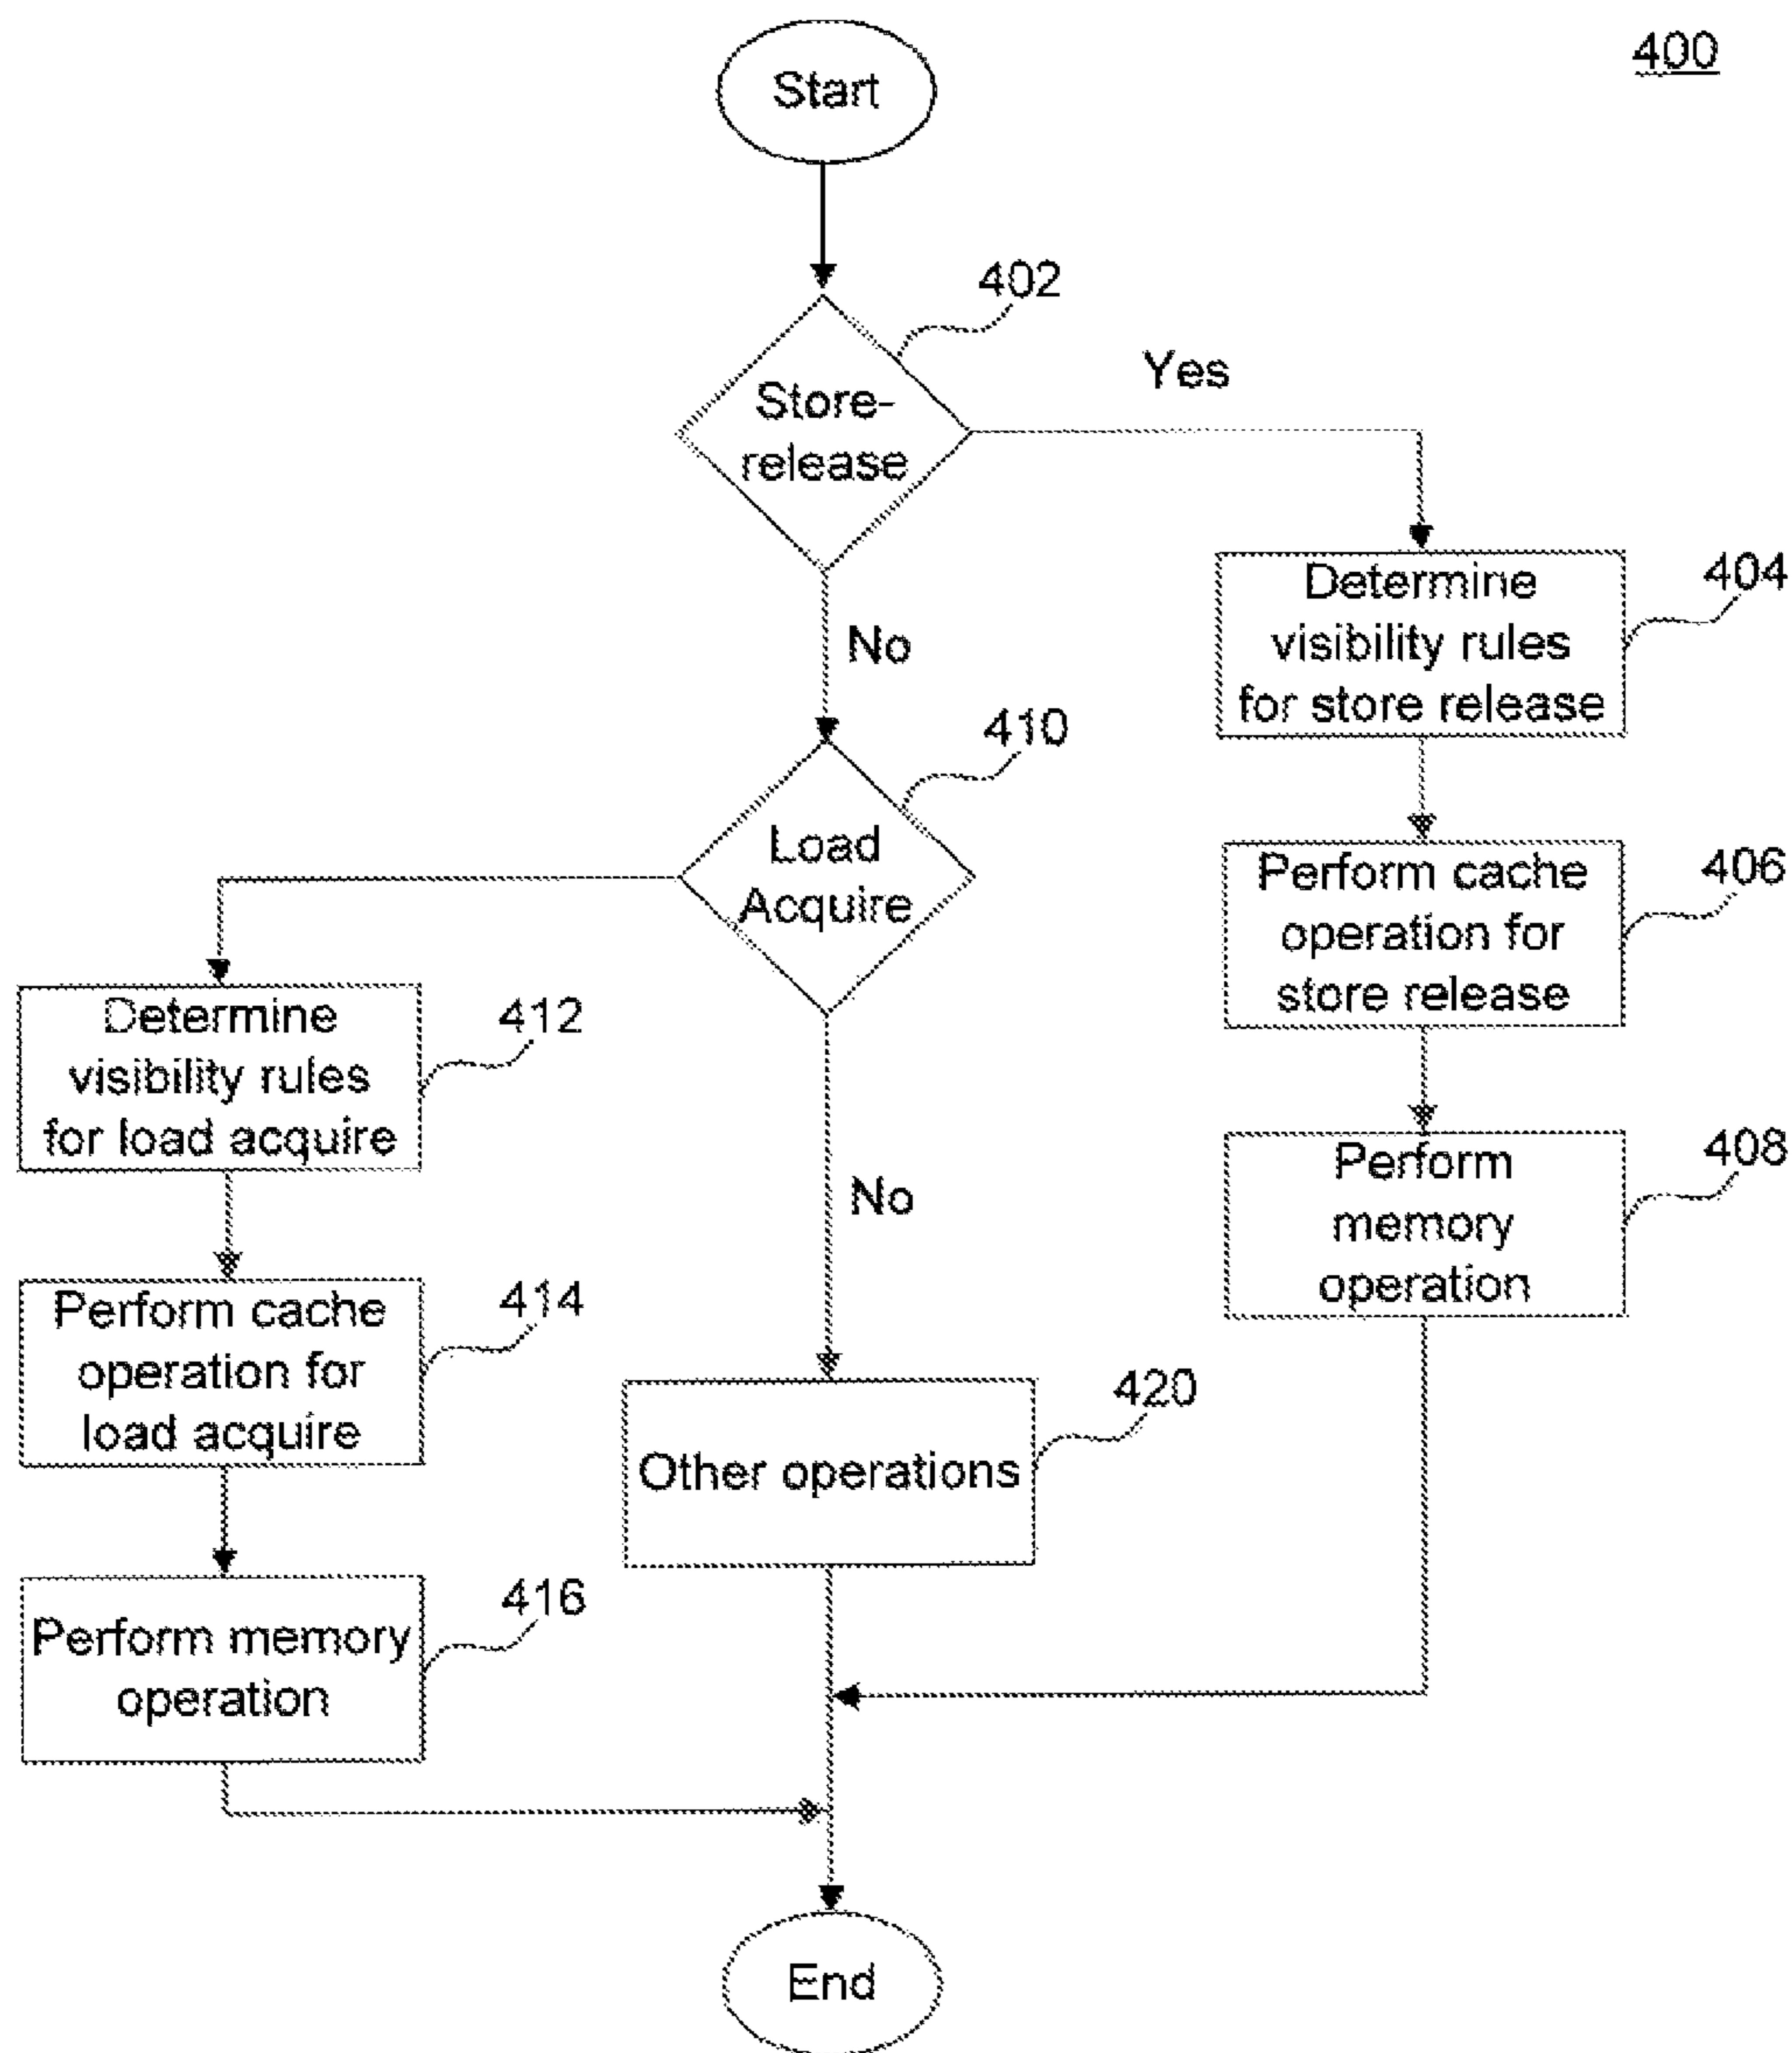 400
Start
402
Store-
release
Yes
No
404
Determine
visibility rules
for store release
410
Load
Acquire
406
Perform cache
operation for
store release
412
Determine
visibility rules
for load acquire
408
Perform
memory
operation
No
414
Perform cache
operation for
load acquire
420
Other operations
416
Perform memory
operation
End